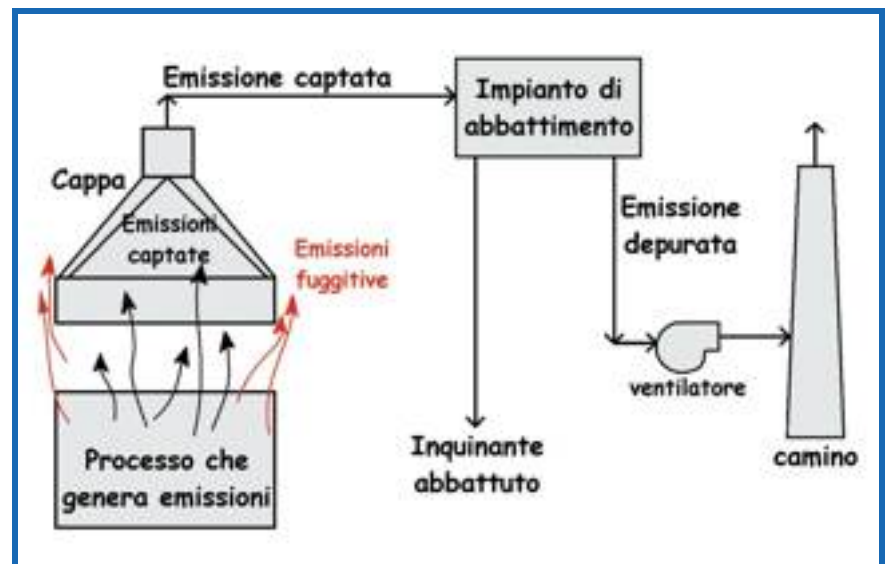 Emissione captata
Impianto di
abbattimento
Cappa
Emissioni
captate
Emissioni
fuggitive
Emissione
depurata
ventilatore
Processo che
genera emissioni
Inquinante
abbattuto
camino